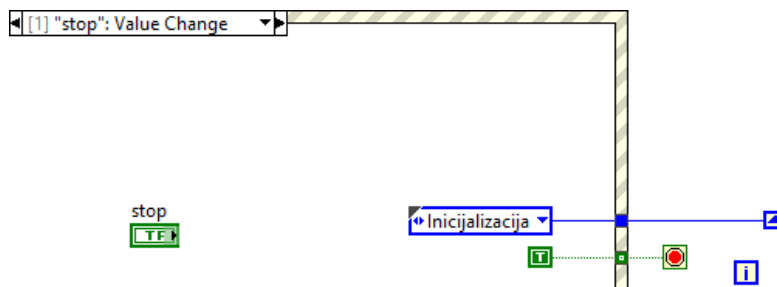 [1] "stop": Value Change
stop
Inicijalizacija
TF
T
i